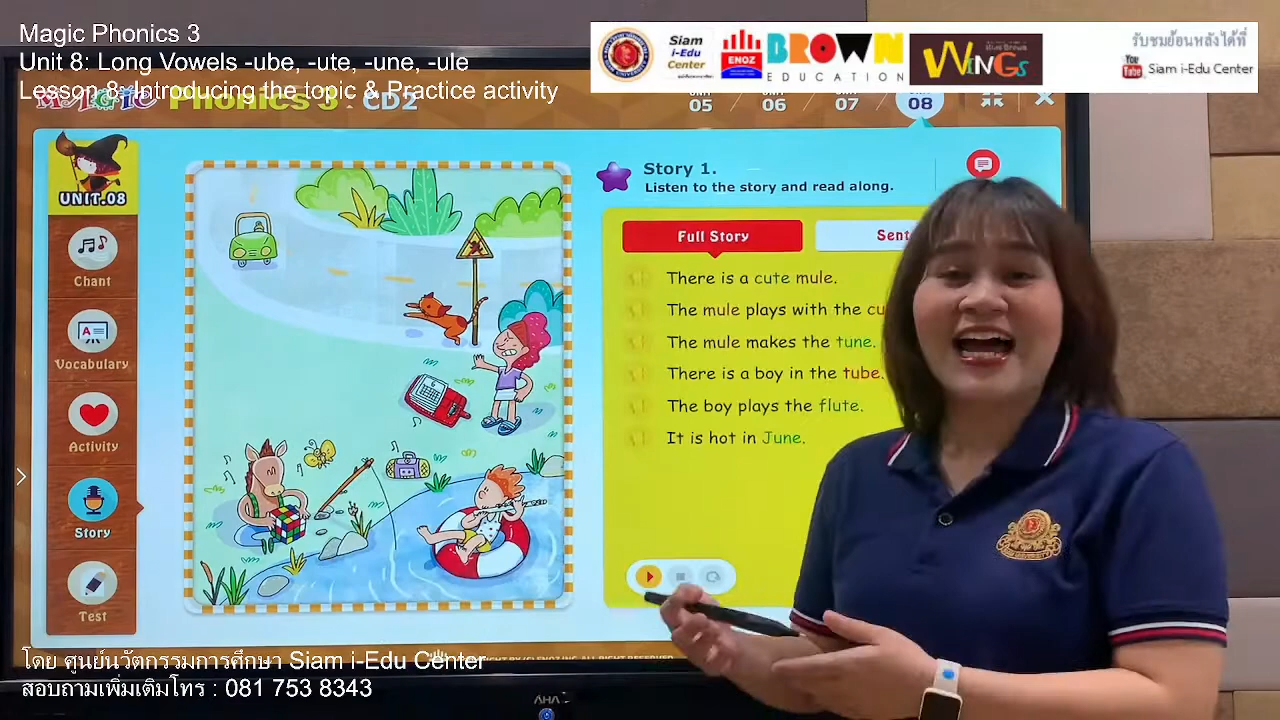 Magic Phonics 3
Unit 8: Long Vowels -ube, -ute, -une, -ule
Lesson 8: Introducing the topic & Practice activity
Siam
i-Edu
Center
ENOZ
BROWN
EDUCATION
WINGS
รับชมย้อนหลังได้ที่
You Tube Siam i-Edu Center
Phonics 3 CD2
05 / 06 / 07 / 08
UNIT.08
Chant
Vocabulary
Activity
Story
Test
Story 1.
Listen to the story and read along.
Full Story
There is a cute mule.
The mule plays with the cu
The mule makes the tune.
There is a boy in the tube.
The boy plays the flute.
It is hot in June.
โดย ศูนย์นวัตกรรมการศึกษา Siam i-Edu Center
สอบถามเพิ่มเติมโทร : 081 753 8343